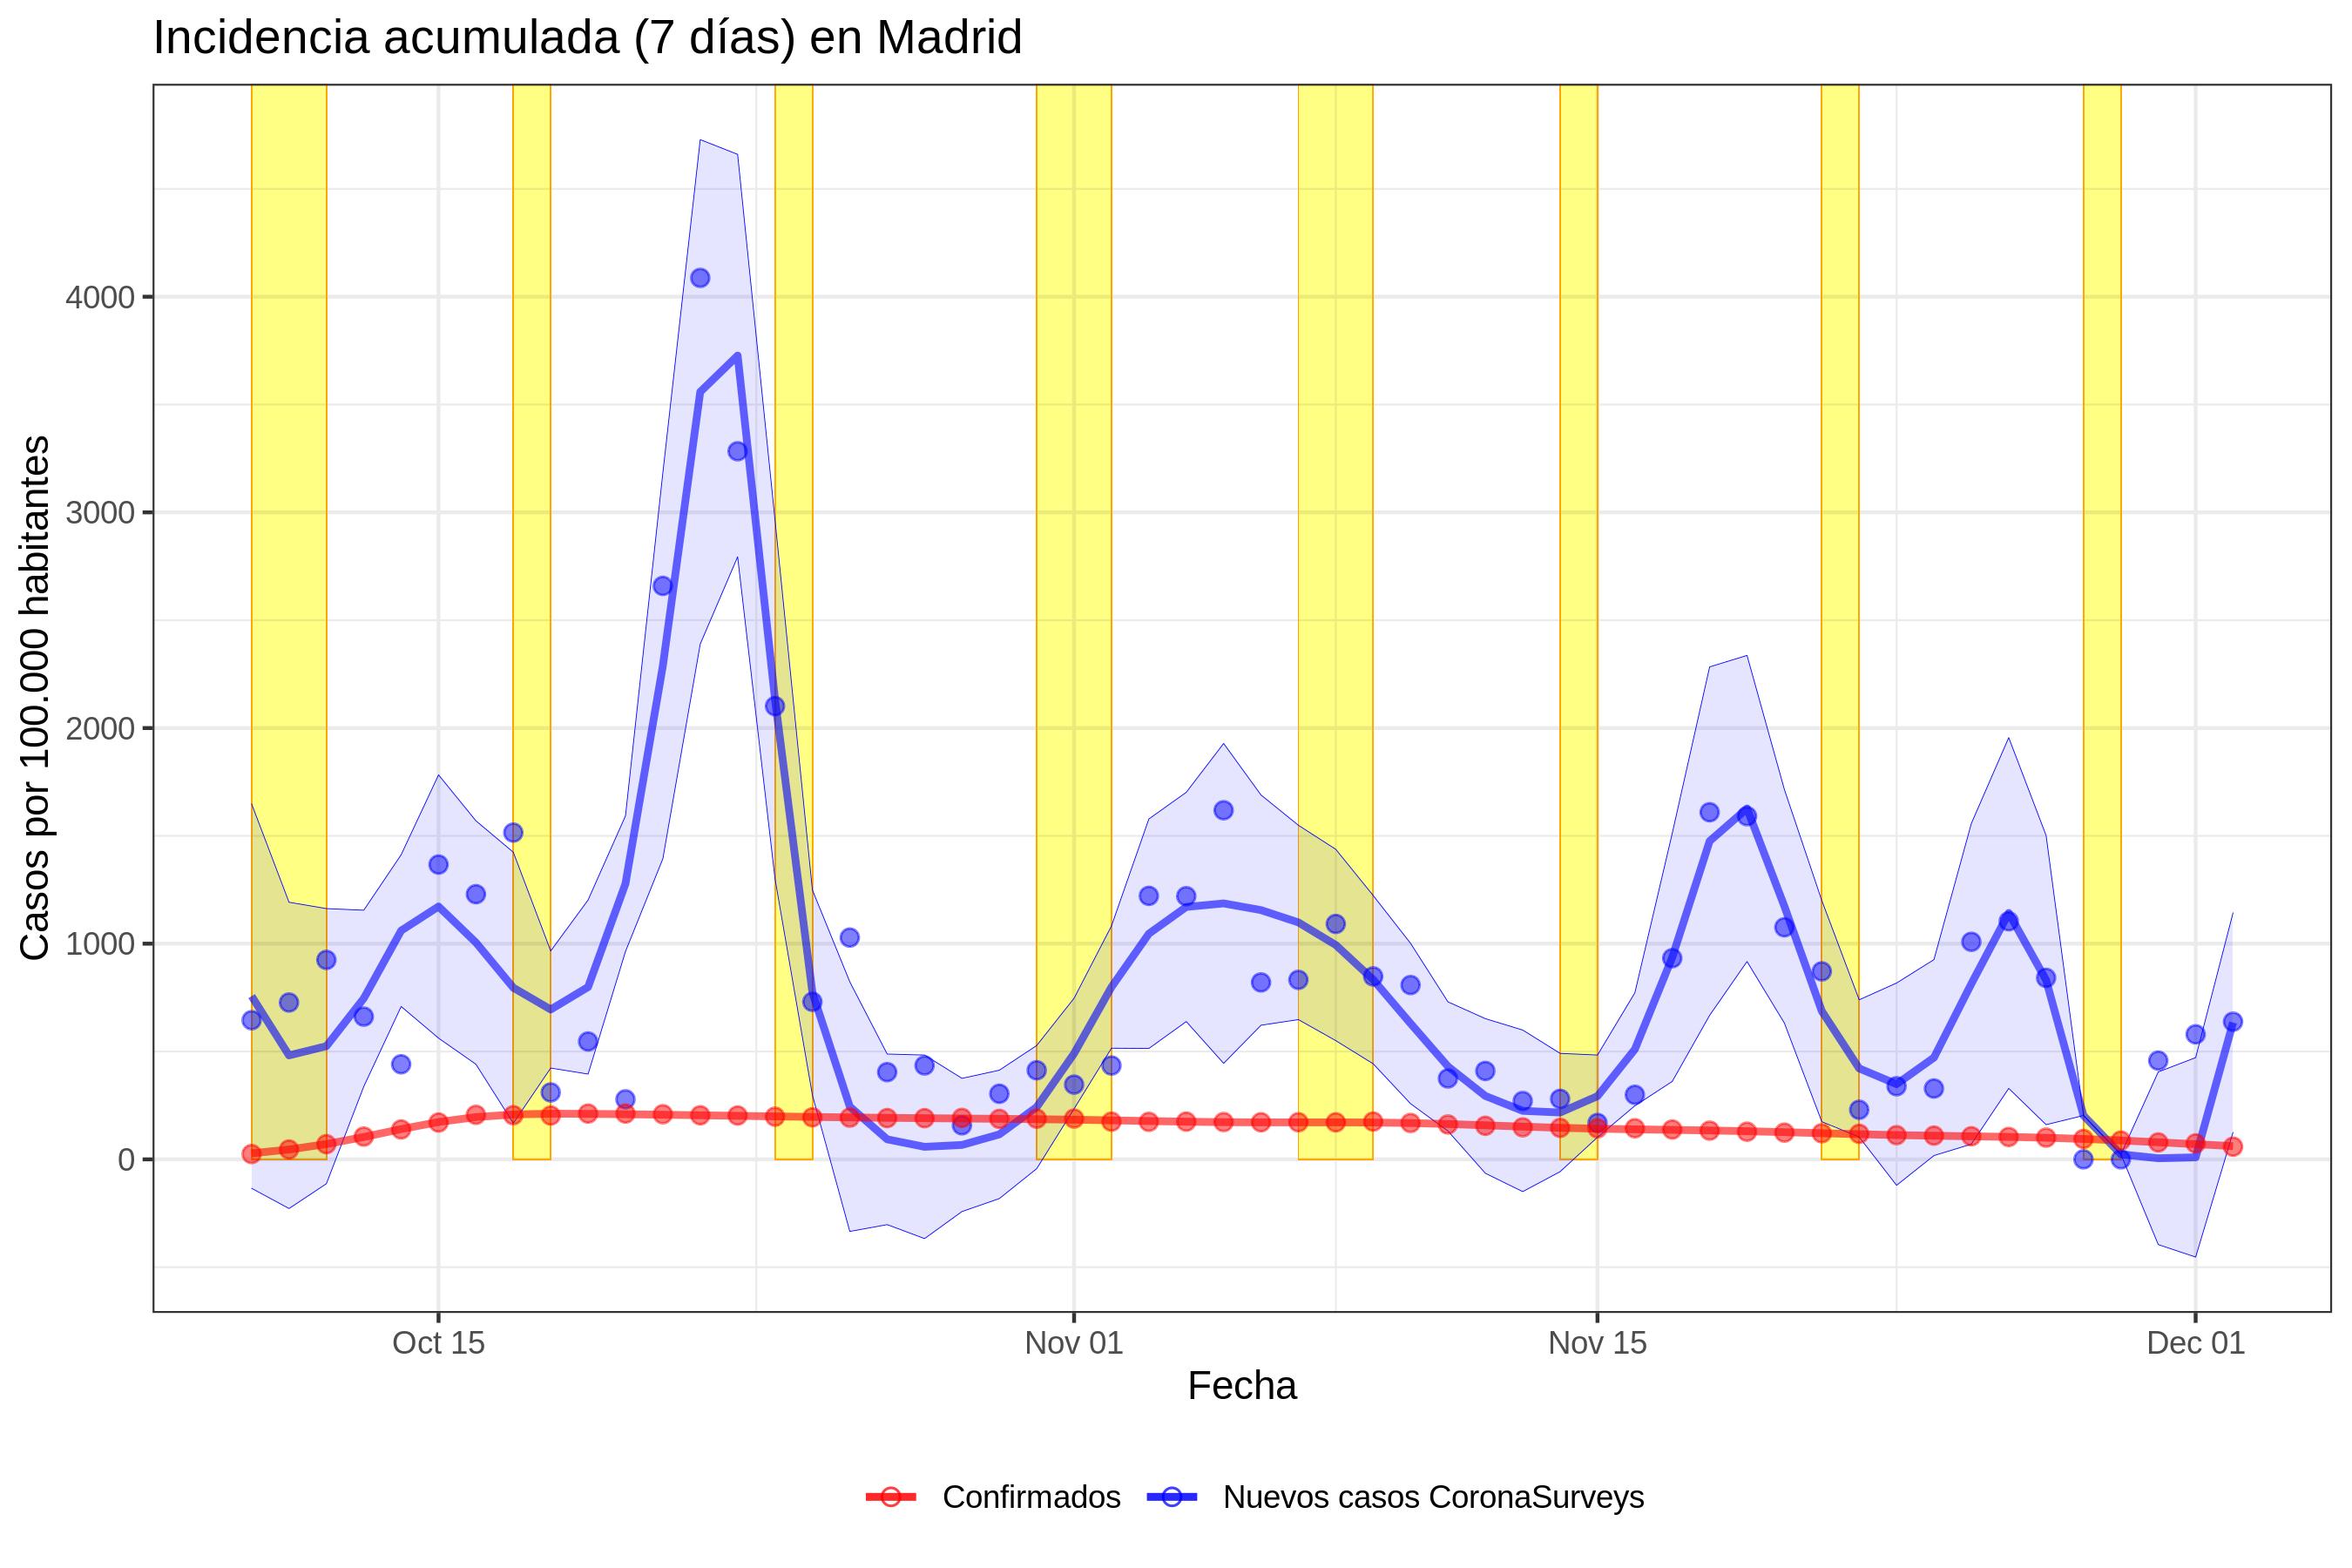 Incidencia acumulada (7 días) en Madrid
Casos por 100.000 habitantes
4000
3000
2000
1000
0
Oct 15
Nov 01
Nov 15
Dec 01
Fecha
Confirmados
Nuevos casos CoronaSurveys